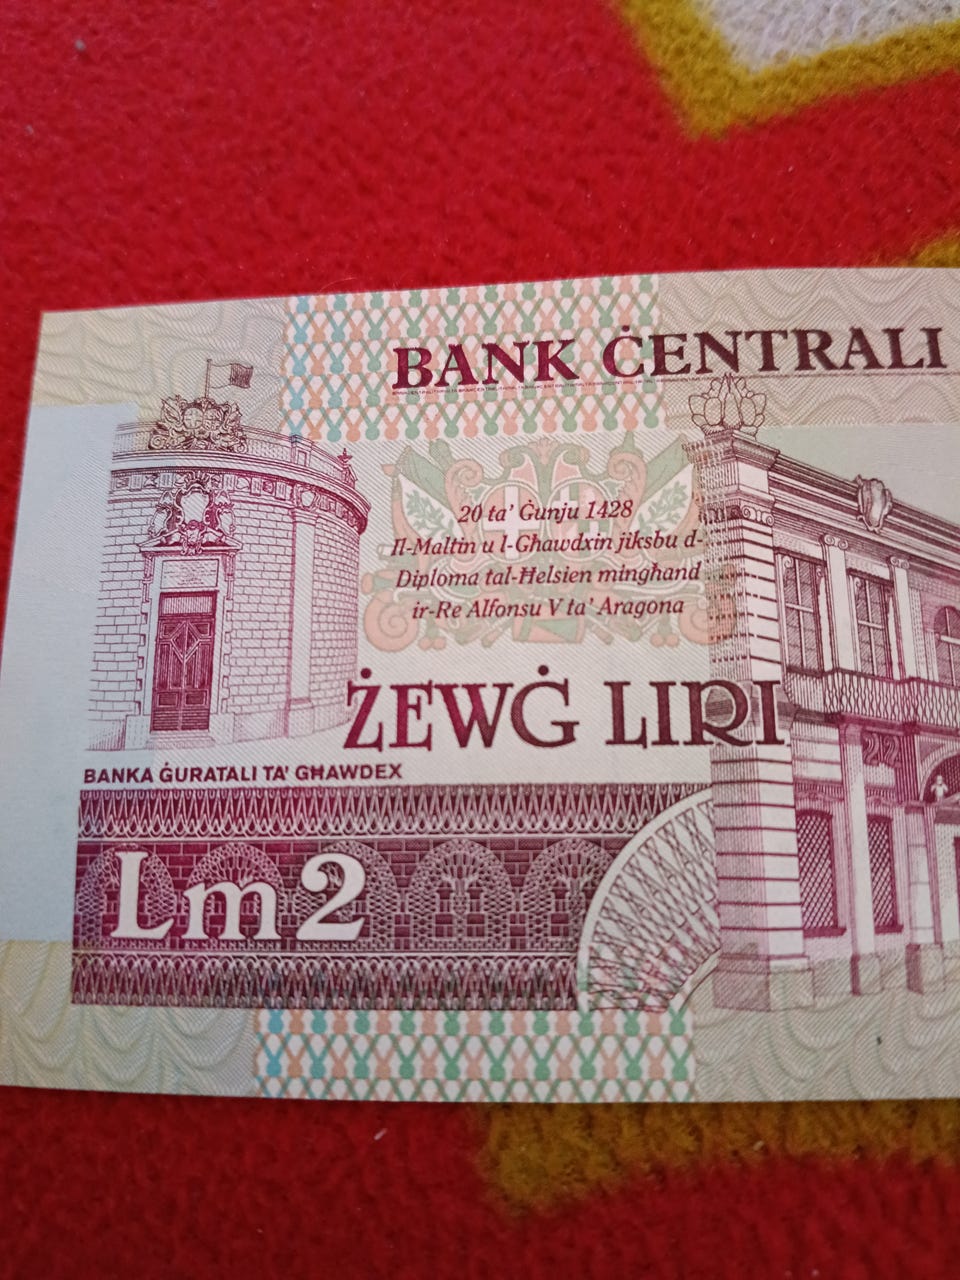 BANK ĊENTRALI
20 ta' Ġunju 1428
Il-Maltin u l-Għawdxin jiksbu d-
Diploma tal-Ħelsien mingħand
ir-Re Alfonsu V ta' Aragona
ŻEWĠ LIRI
BANKA ĠURATALI TA' GĦAWDEX
Lm2